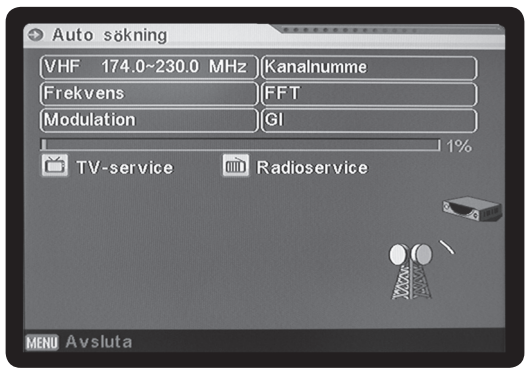 Auto sökning
VHF 174.0~230.0 MHz Kanalnumme
Frekvens FFT
Modulation GI
1%
TV-service Radioservice
MENU Avsluta